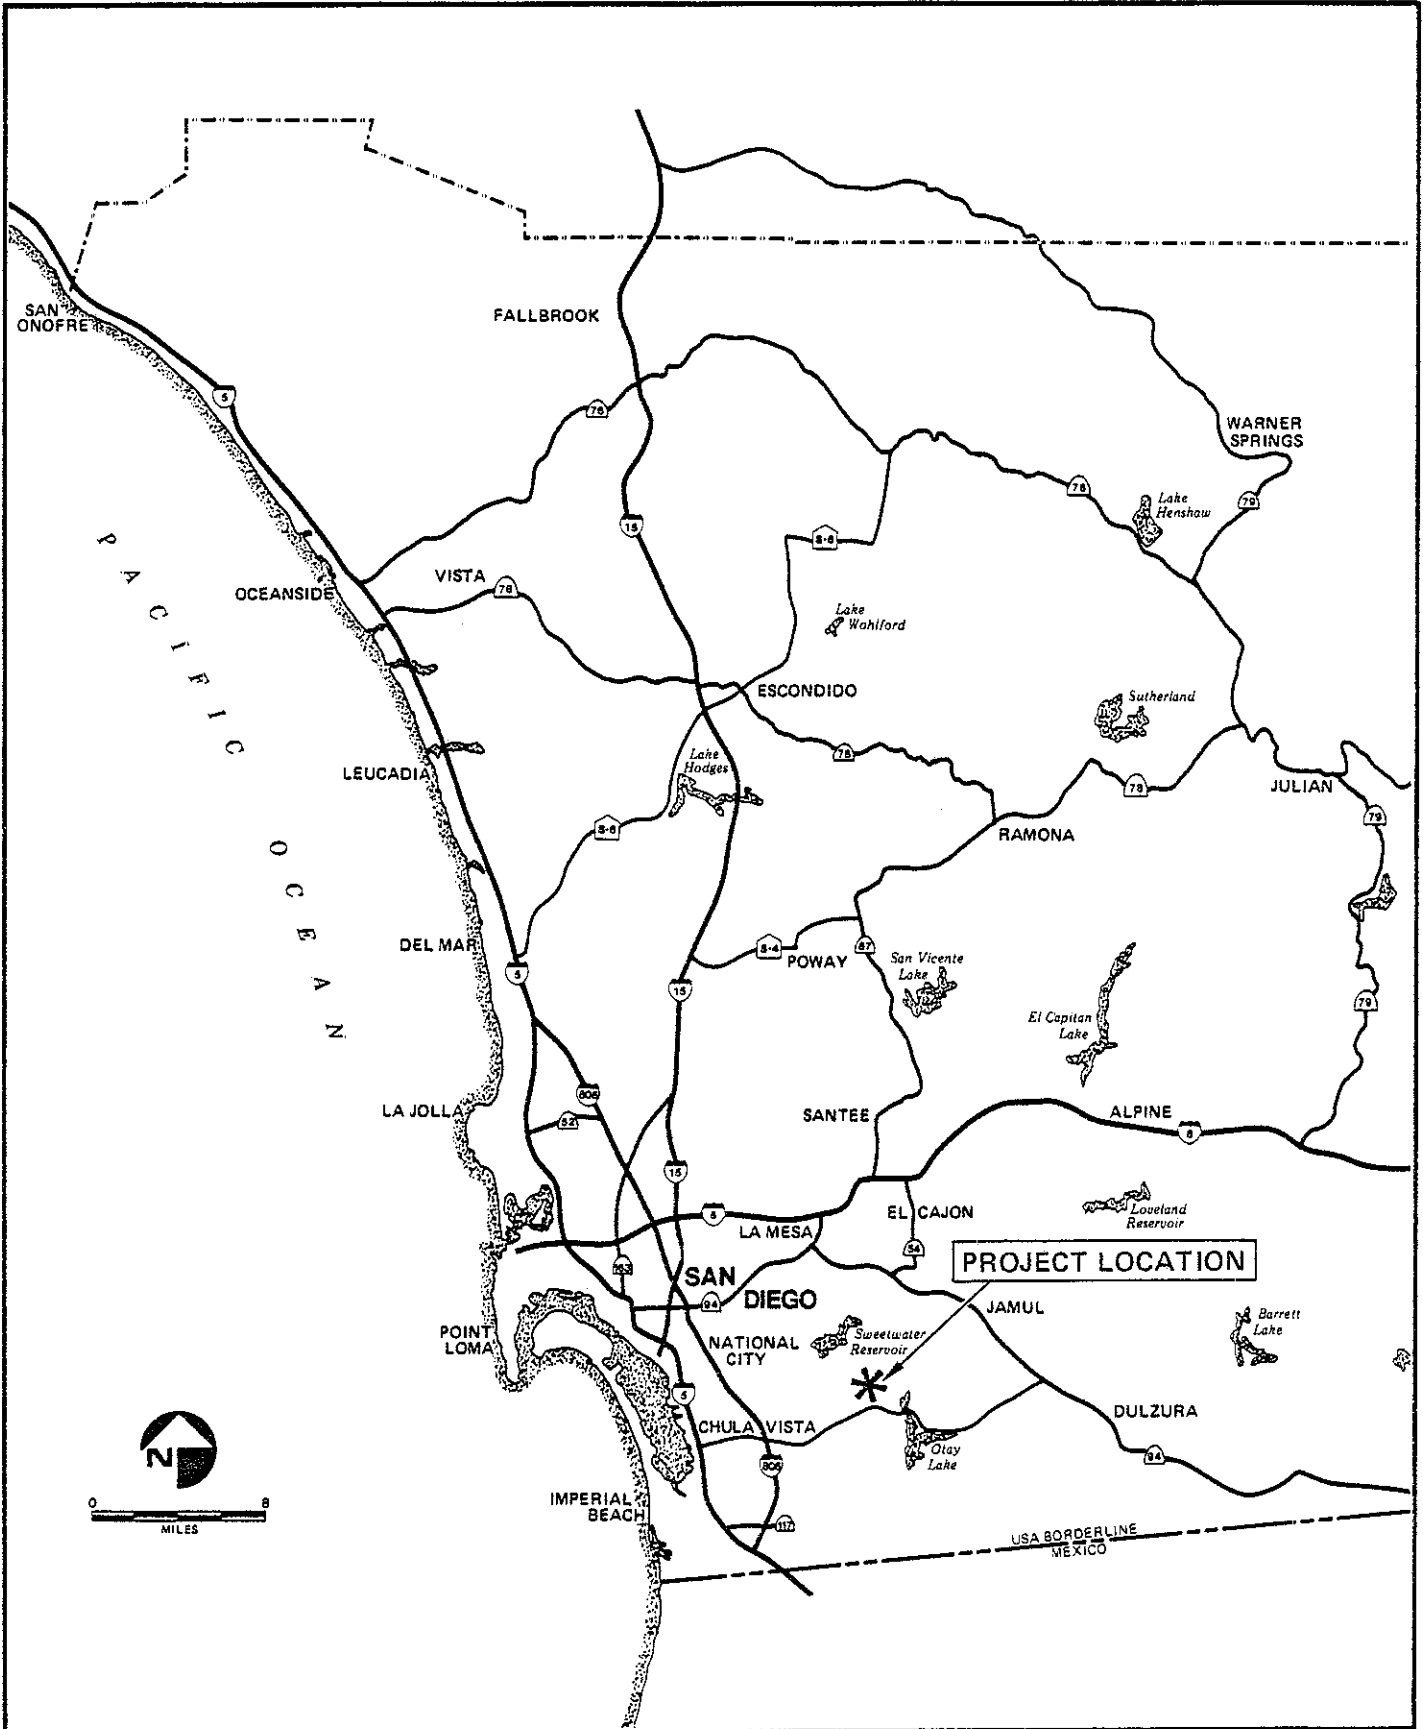 SAN
ONOFRE
FALLBROOK
5
76
WARNER
SPRINGS
15
76
79
Lake
Henshaw
S-6
PACIFIC OCEAN
VISTA
78
OCEANSIDE
Lake
Wohlford
ESCONDIDO
Sutherland
78
Lake
Hodges
LEUCADIA
78
JULIAN
79
S-6
RAMONA
DEL MAR
5
S-4
POWAY
67
San Vicente
Lake
15
El Capitan
Lake
79
805
LA JOLLA
52
SANTEE
ALPINE
8
15
8
LA MESA
EL CAJON
Loveland
Reservoir
54
PROJECT LOCATION
163
SAN
DIEGO
94
JAMUL
Barrett
Lake
POINT
LOMA
NATIONAL
CITY
Sweetwater
Reservoir
5
CHULA VISTA
DULZURA
Otay
Lake
94
805
N
0 8
MILES
IMPERIAL
BEACH
117
USA BORDERLINE
MEXICO